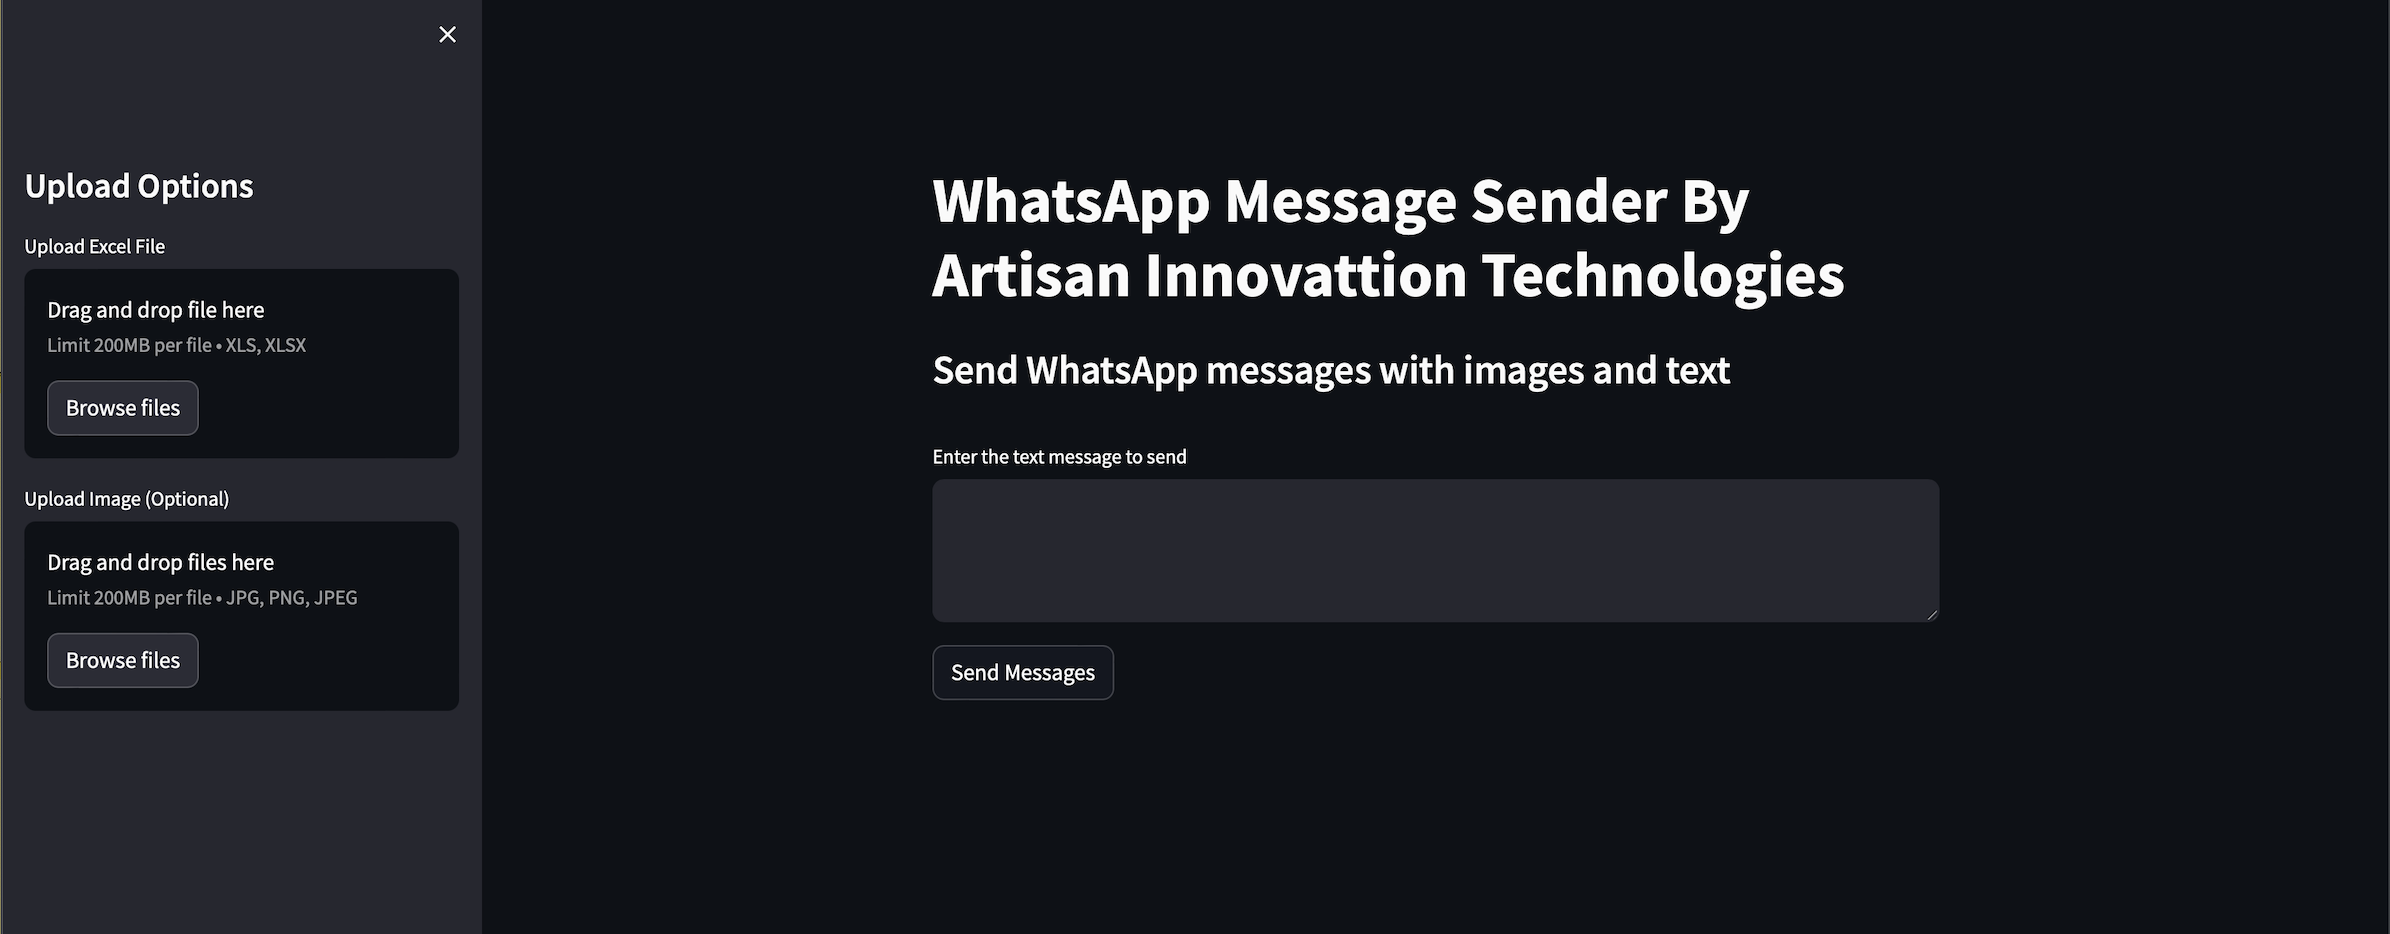 Upload Options
Upload Excel File
Drag and drop file here
Limit 200MB per file • XLS, XLSX
Browse files
Upload Image (Optional)
Drag and drop files here
Limit 200MB per file • JPG, PNG, JPEG
Browse files
WhatsApp Message Sender By
Artisan Innovattion Technologies
Send WhatsApp messages with images and text
Enter the text message to send
Send Messages